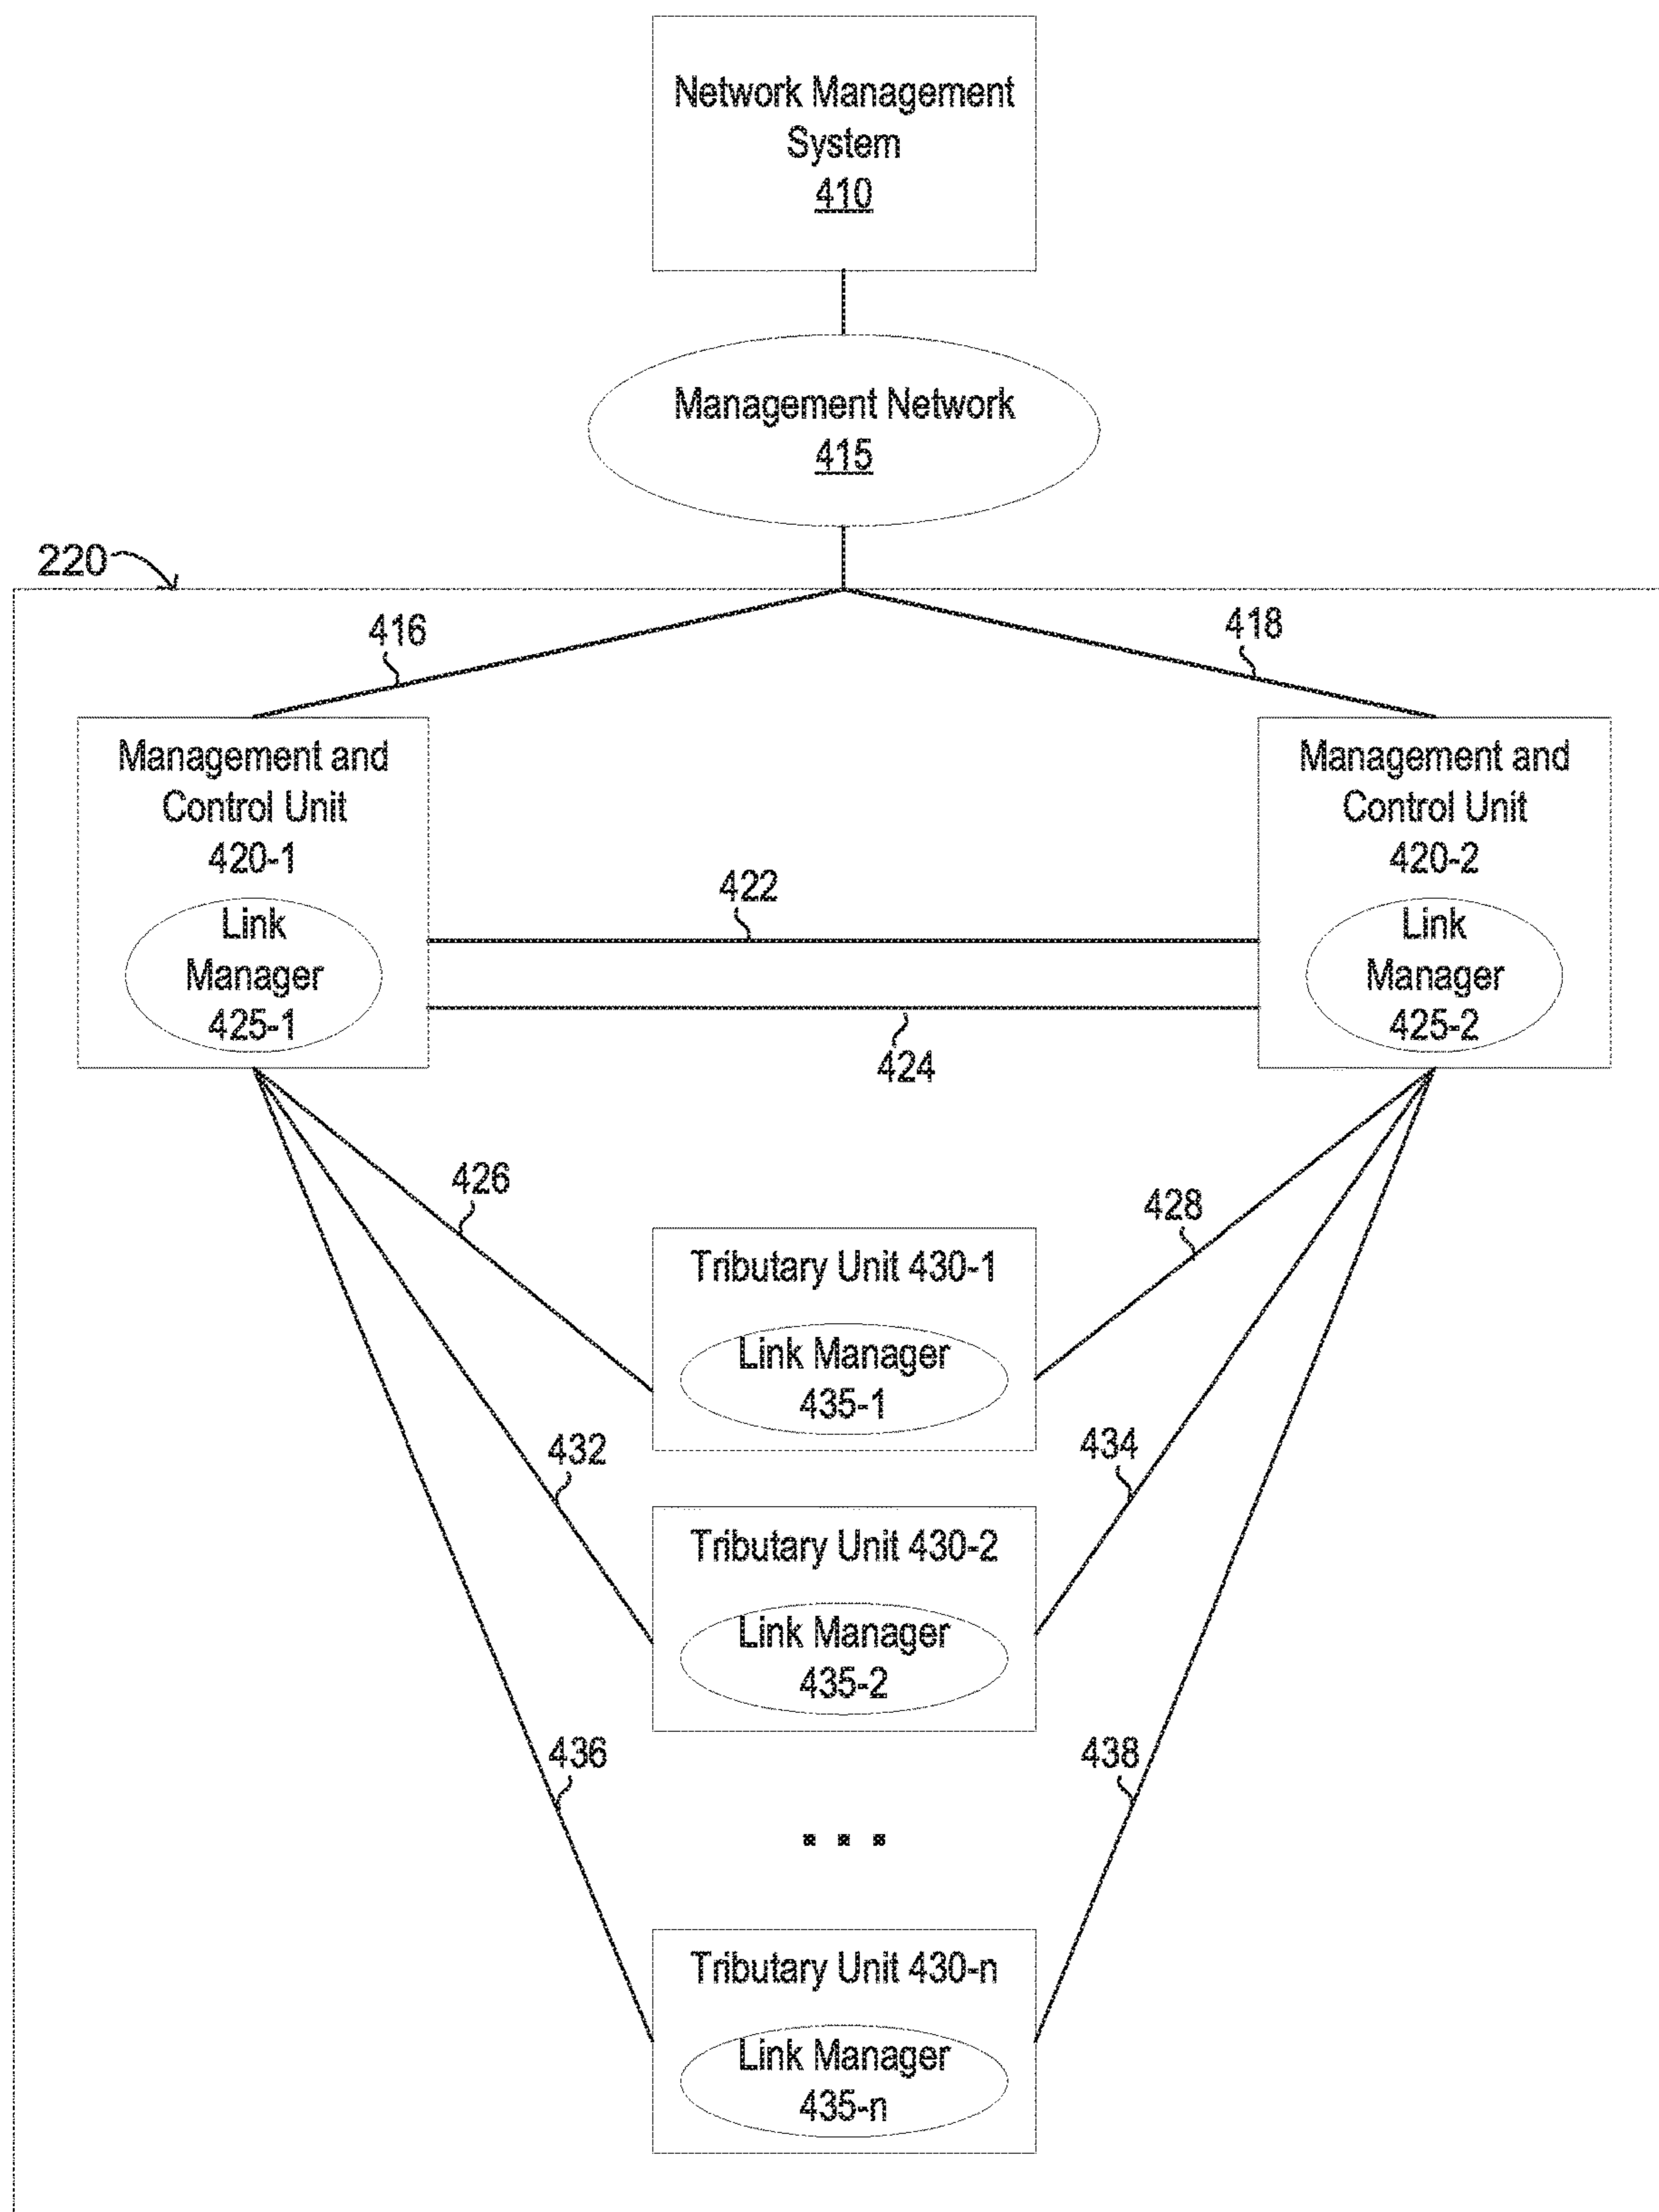 Network Management
System
410
Management Network
415
220
416
418
Management and
Control Unit
420-1
Link
Manager
425-1
Management and
Control Unit
420-2
Link
Manager
425-2
422
424
426
428
Tributary Unit 430-1
Link Manager
435-1
432
434
Tributary Unit 430-2
Link Manager
435-2
436
438
...
Tributary Unit 430-n
Link Manager
435-n